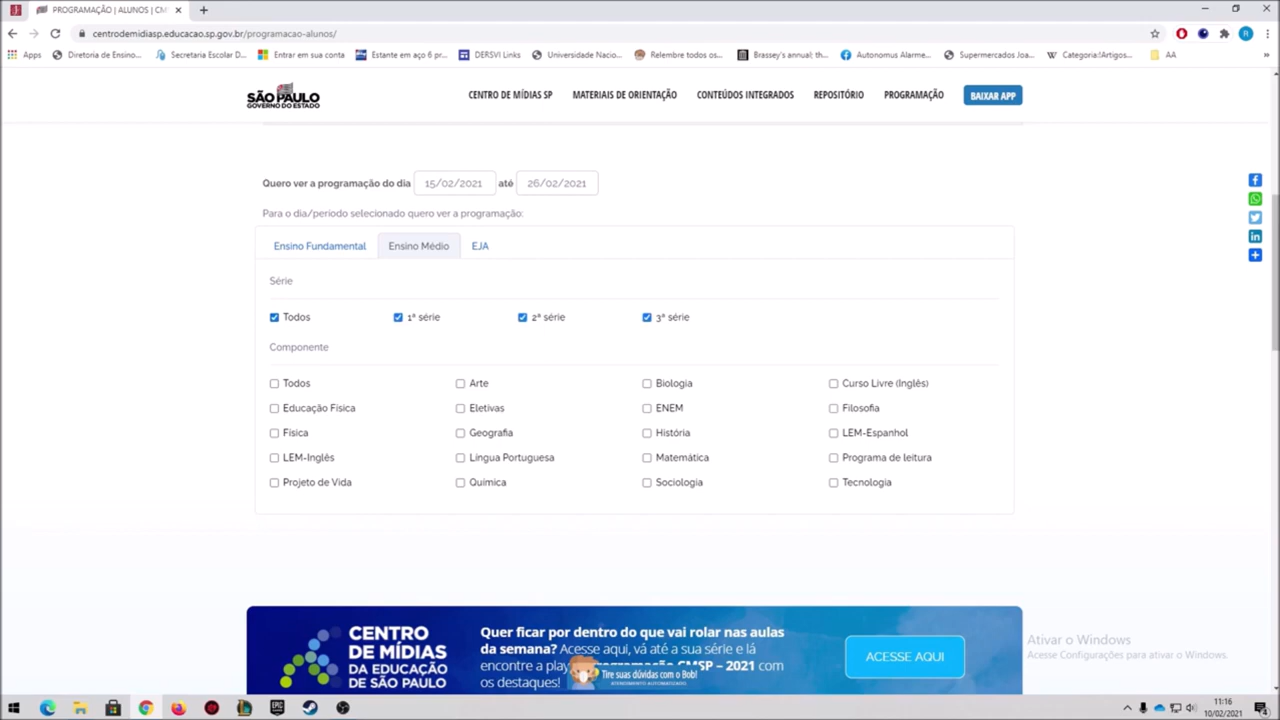 PROGRAMAÇÃO | ALUNOS | CM
centrodemidiasp.educacao.sp.gov.br/programacao-alunos/
R
Apps Diretoria de Ensino... Secretaria Escolar D... Entrar em sua conta Estante em aço 6 pr... DERSVI Links Universidade Nacio... Relembre todos os... Brassey's annual; th... Autonomus Alarme... Supermercados Joa... Categoria:!Artigos... AA
SÃO PAULO
GOVERNO DO ESTADO
CENTRO DE MÍDIAS SP MATERIAIS DE ORIENTAÇÃO CONTEÚDOS INTEGRADOS REPOSITÓRIO PROGRAMAÇÃO BAIXAR APP
Quero ver a programação do dia 15/02/2021 até 26/02/2021
Para o dia/período selecionado quero ver a programação:
Ensino Fundamental Ensino Médio EJA
Série
Todos 1ª série 2ª série 3ª série
Componente
Todos Arte Biologia Curso Livre (Inglês)
Educação Física Eletivas ENEM Filosofia
Física Geografia História LEM-Espanhol
LEM-Inglês Língua Portuguesa Matemática Programa de leitura
Projeto de Vida Química Sociologia Tecnologia
CENTRO
DE MÍDIAS
DA EDUCAÇÃO
DE SÃO PAULO
Quer ficar por dentro do que vai rolar nas aulas
da semana? Acesse aqui, vá até a sua série e lá
encontre a play CMSP – 2021 com
os destaques!
Tire suas dúvidas com o Bob!
ATENDIMENTO AUTOMATIZADO
ACESSE AQUI
Ativar o Windows
Acesse Configurações para ativar o Windows.
EPIC
11:16
10/02/2021
4